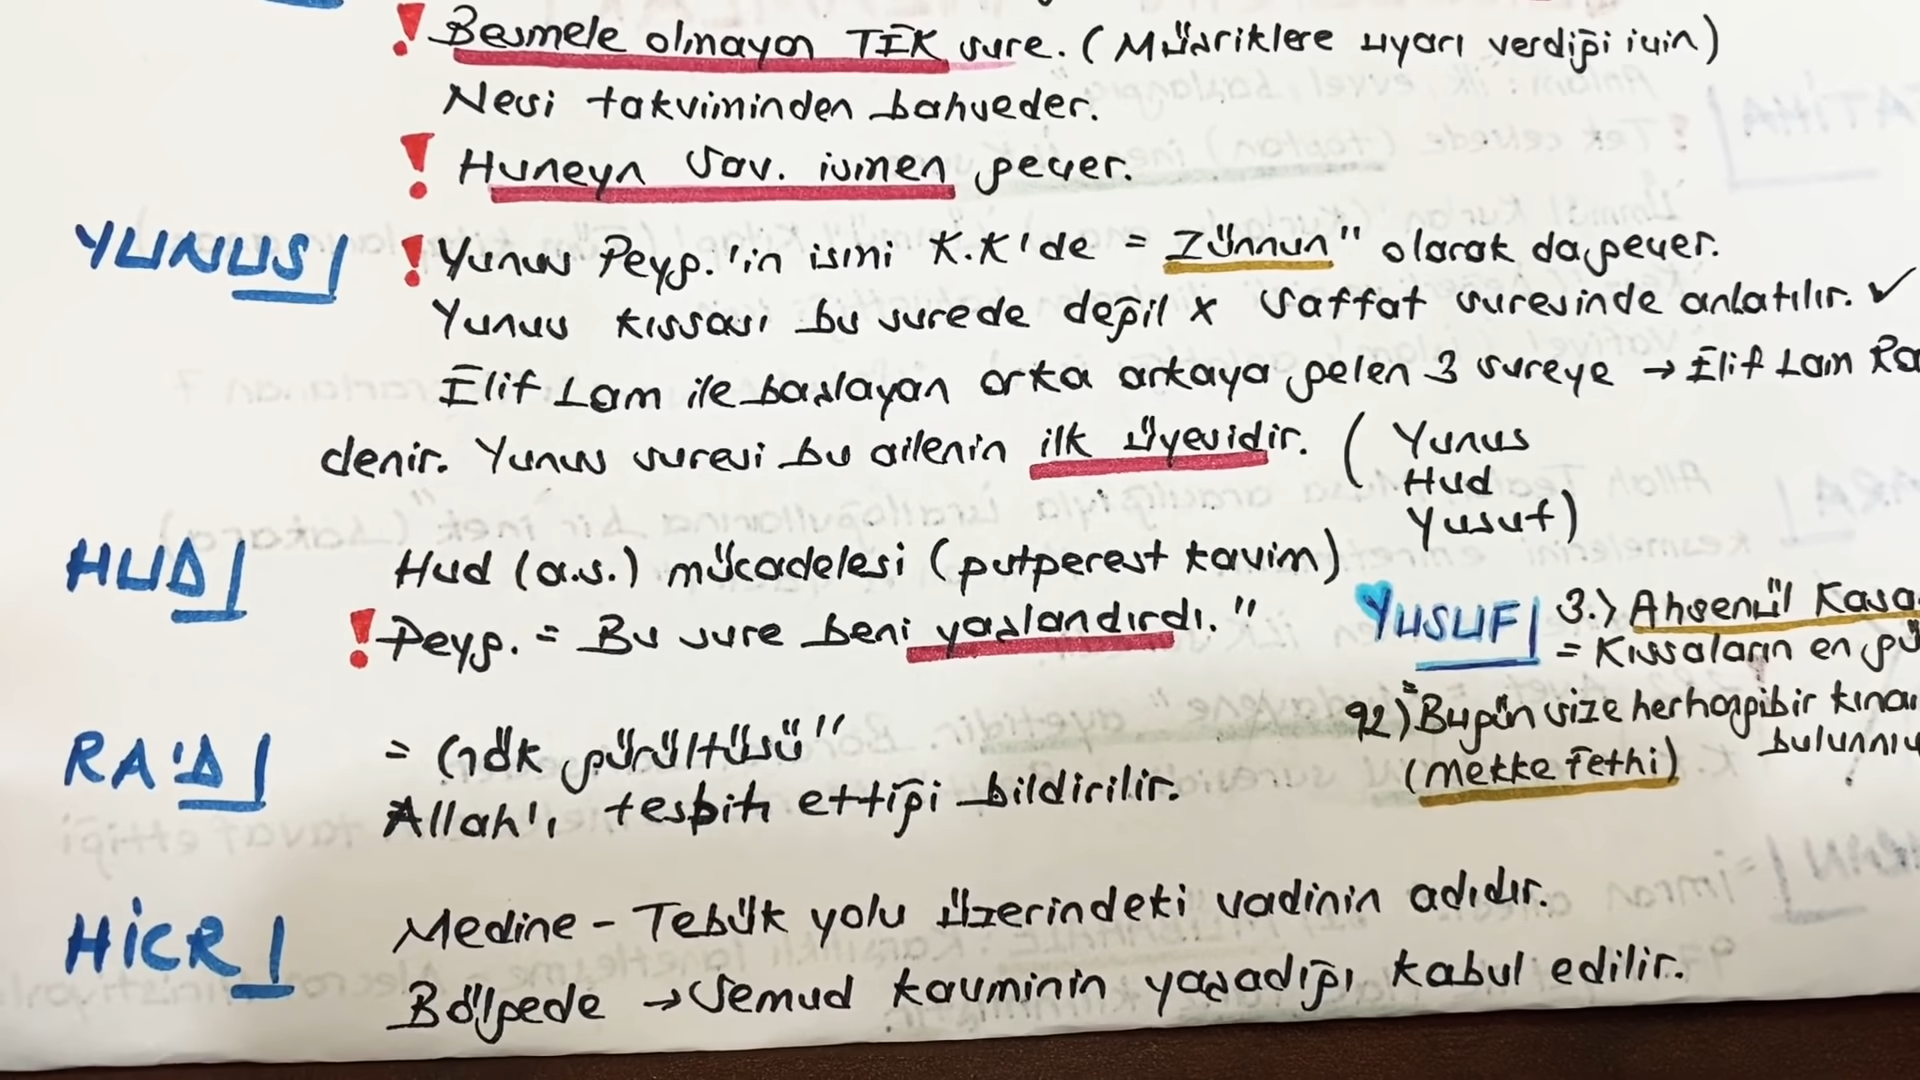 ! Besmele olmayan TEK sure. (Müşriklere uyarı verdiği için)
Nesi takviminden bahseder.
! Huneyn Sav. ismen geçer.
YUNUS ! Yunus Peyg.'in ismi K.K'de = Zünnun" olarak da geçer.
Yunus kıssası bu surede değil x Saffat suresinde anlatılır. ✓
Elif Lam ile başlayan arka arkaya gelen 3 sureye → Elif Lam Ra
denir. Yunus suresi bu ailenin ilk üyesidir. ( Yunus
Hud
Yusuf)
HUD Hud (a.s.) mücadelesi (putperest kavim)
! Peyg. = Bu sure beni yaşlandırdı."
YUSUF 3.) Ahsenül Kasa
= Kıssaların en gü
92) "Bugün size herhangi bir kına
bulunmu
(Mekke Fethi)
RA'D = Gök gürültüsü"
Allah'ı tesbih ettiği bildirilir.
HİCR Medine - Tebük yolu üzerindeki vadinin adıdır.
Bölgede → Semud kavminin yaşadığı kabul edilir.